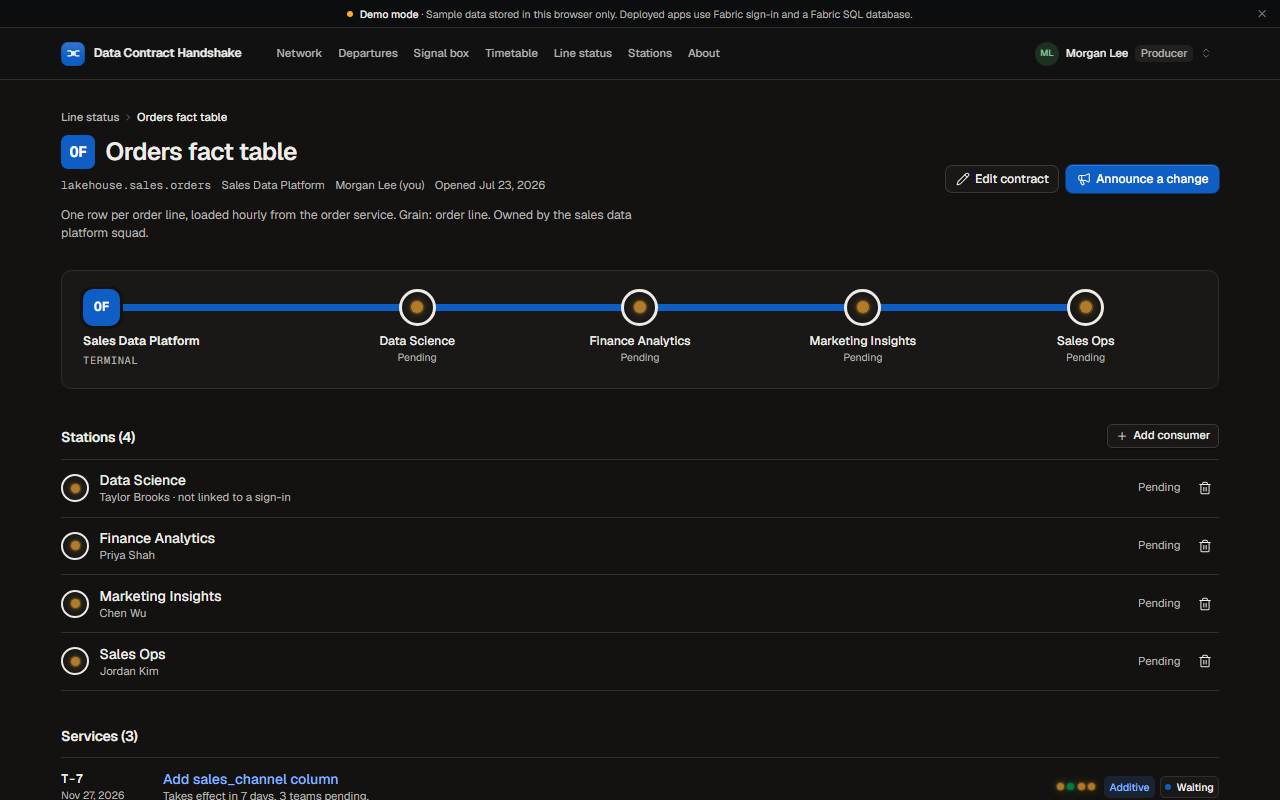 Demo mode · Sample data stored in this browser only. Deployed apps use Fabric sign-in and a Fabric SQL database.
Data Contract Handshake Network Departures Signal box Timetable Line status Stations About ML Morgan Lee Producer
Line status > Orders fact table
OF Orders fact table
lakehouse.sales.orders Sales Data Platform Morgan Lee (you) Opened Jul 23, 2026
Edit contract Announce a change
One row per order line, loaded hourly from the order service. Grain: order line. Owned by the sales data
platform squad.
OF
Sales Data Platform Data Science Finance Analytics Marketing Insights Sales Ops
TERMINAL Pending Pending Pending Pending
Stations (4) + Add consumer
Data Science
Taylor Brooks · not linked to a sign-in
Pending
Finance Analytics
Priya Shah
Pending
Marketing Insights
Chen Wu
Pending
Sales Ops
Jordan Kim
Pending
Services (3)
T-7 Add sales_channel column Additive Waiting
Nov 27, 2026 Takes effect in 7 days. 3 teams pending.